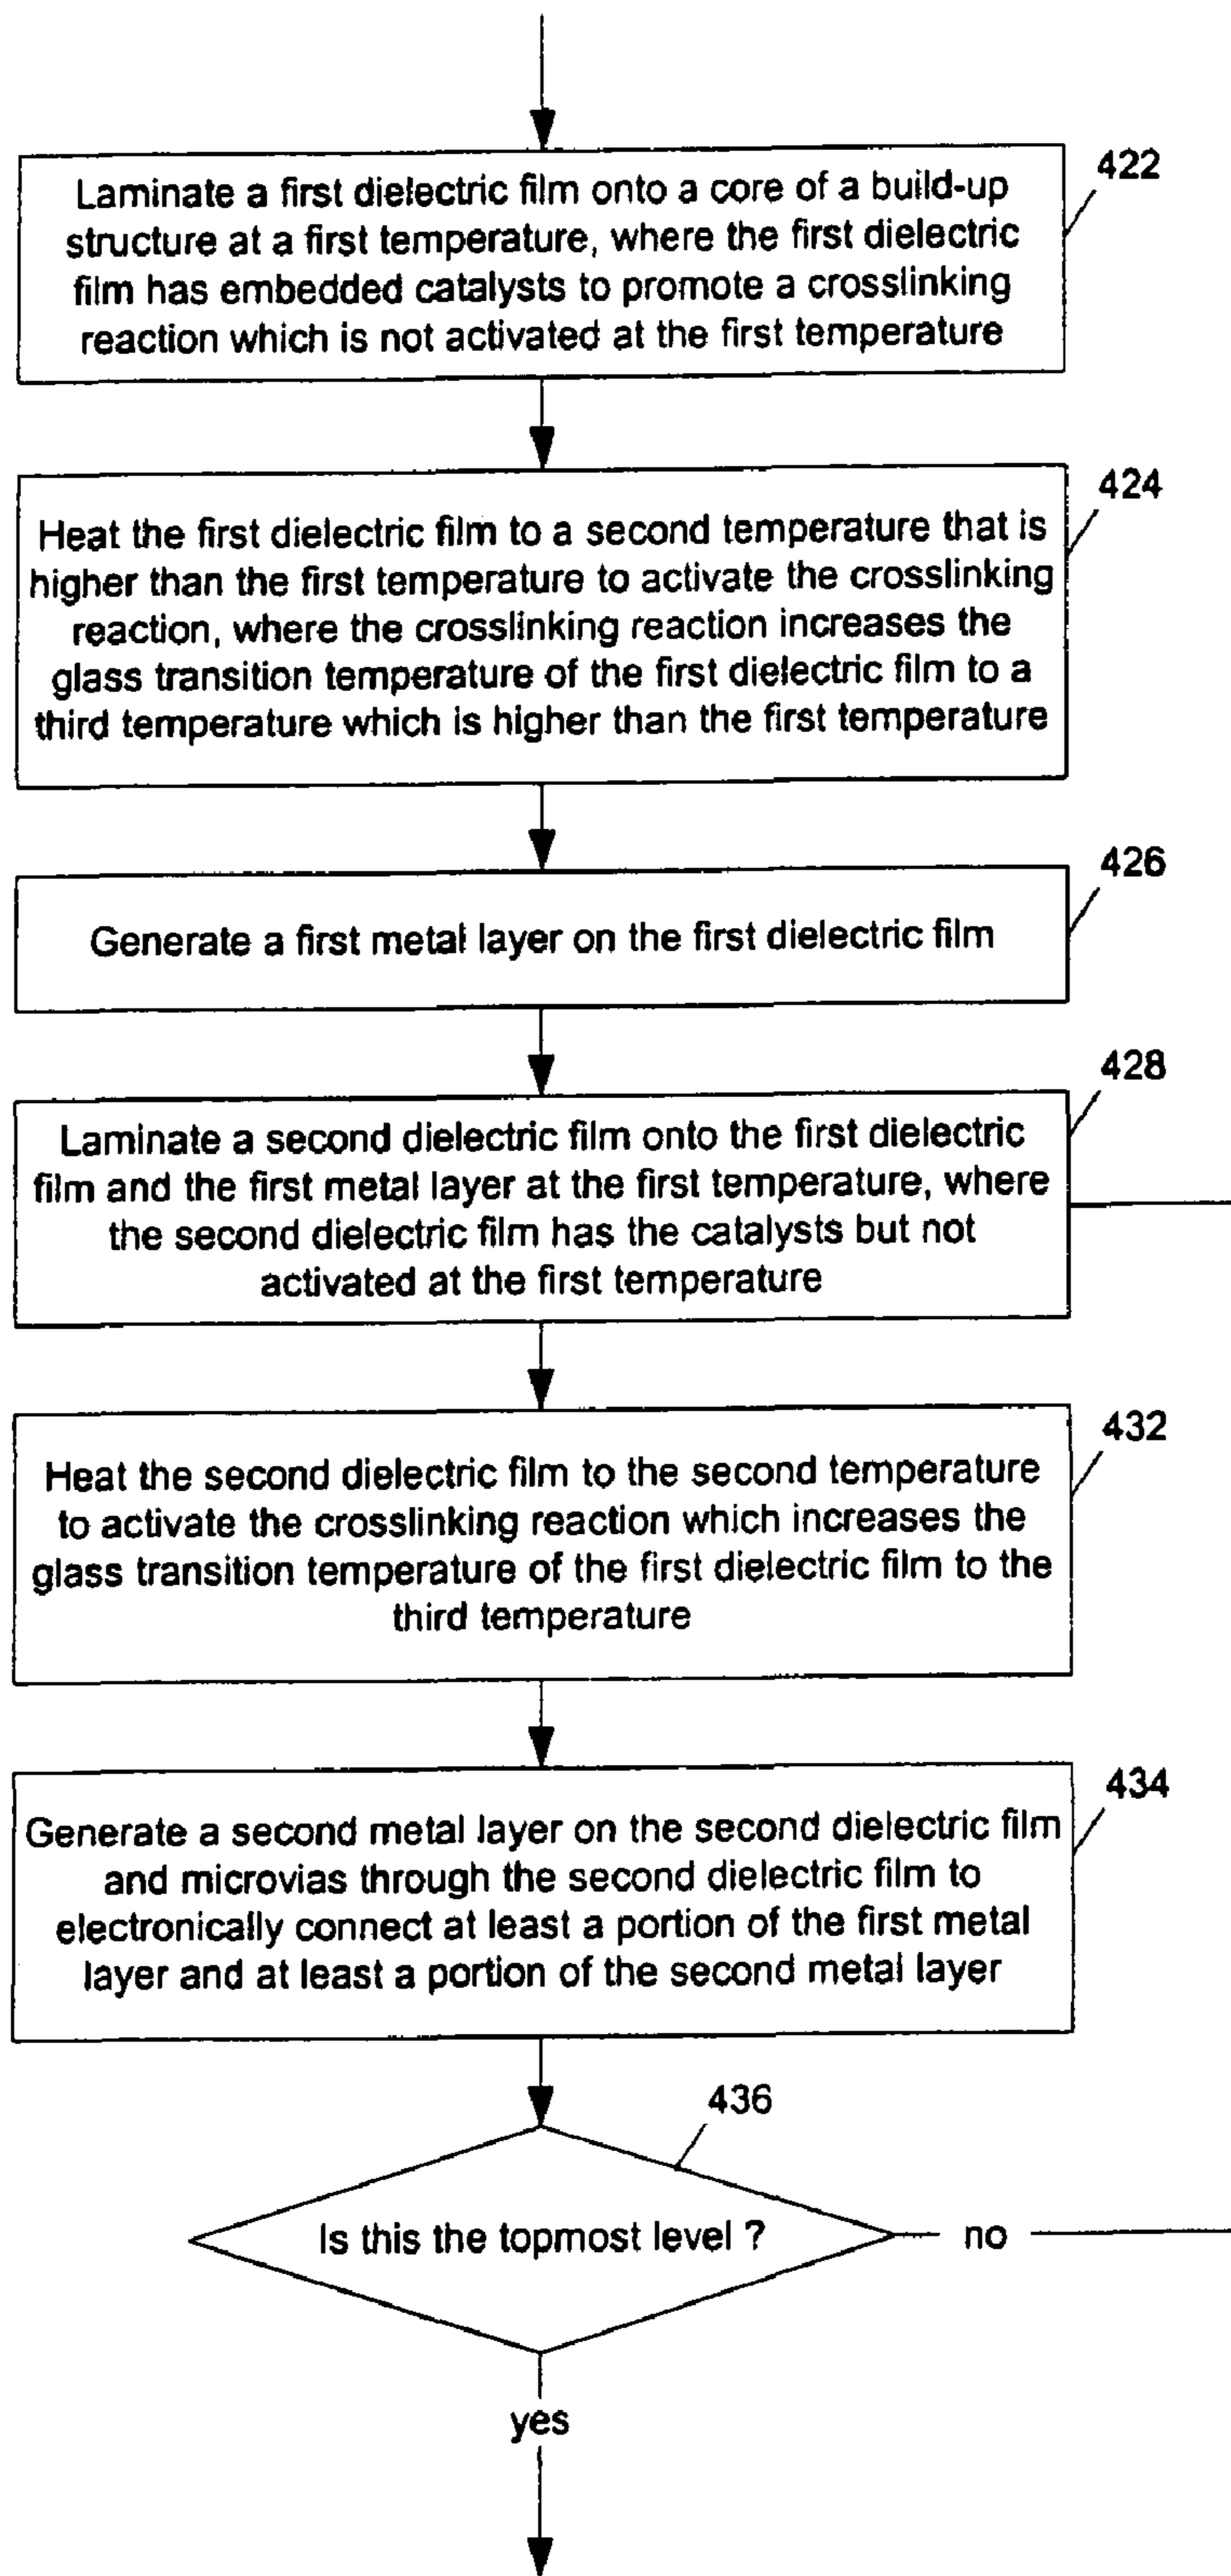 422
Laminate a first dielectric film onto a core of a build-up
structure at a first temperature, where the first dielectric
film has embedded catalysts to promote a crosslinking
reaction which is not activated at the first temperature
424
Heat the first dielectric film to a second temperature that is
higher than the first temperature to activate the crosslinking
reaction, where the crosslinking reaction increases the
glass transition temperature of the first dielectric film to a
third temperature which is higher than the first temperature
426
Generate a first metal layer on the first dielectric film
428
Laminate a second dielectric film onto the first dielectric
film and the first metal layer at the first temperature, where
the second dielectric film has the catalysts but not
activated at the first temperature
432
Heat the second dielectric film to the second temperature
to activate the crosslinking reaction which increases the
glass transition temperature of the first dielectric film to the
third temperature
434
Generate a second metal layer on the second dielectric film
and microvias through the second dielectric film to
electronically connect at least a portion of the first metal
layer and at least a portion of the second metal layer
436
Is this the topmost level ?
no
yes